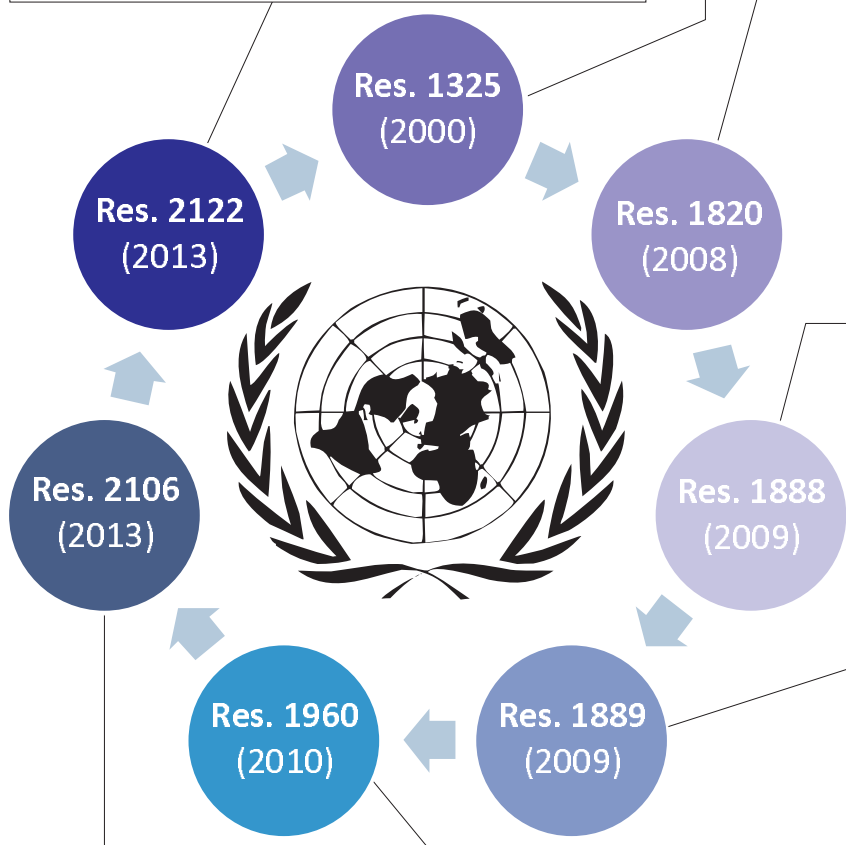 Res. 1325
(2000)
Res. 1820
(2008)
Res. 1888
(2009)
Res. 1889
(2009)
Res. 1960
(2010)
Res. 2106
(2013)
Res. 2122
(2013)